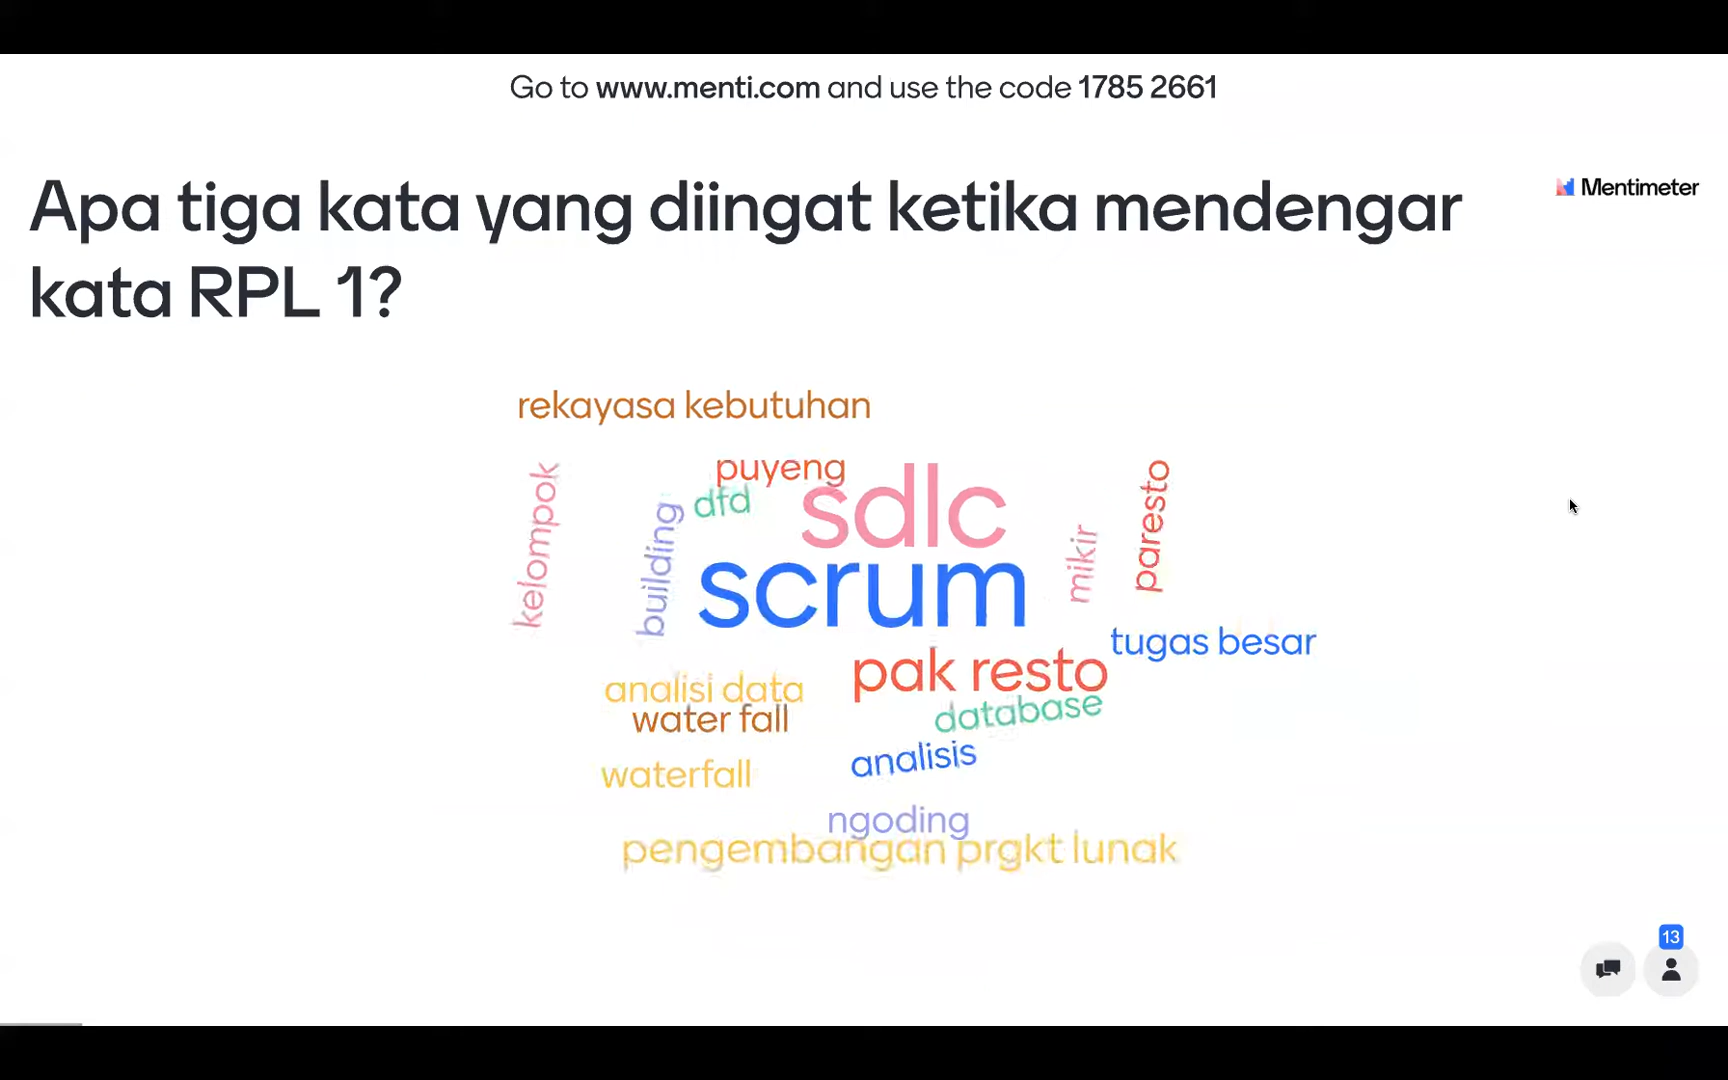 Go to www.menti.com and use the code 1785 2661
Mentimeter
Apa tiga kata yang diingat ketika mendengar
kata RPL 1?
rekayasa kebutuhan
puyeng
sdlc
dfd
kelompok
building
scrum
mikir
paresto
tugas besar
pak resto
analisi data
database
water fall
analisis
waterfall
ngoding
pengembangan prgkt lunak
13